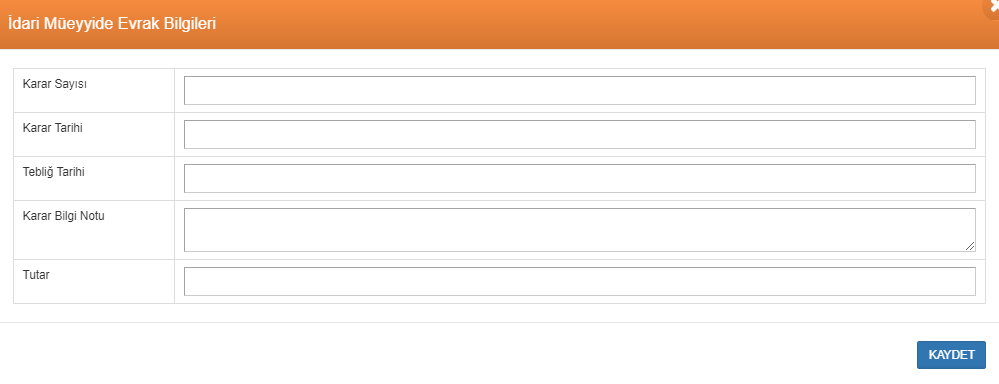 İdari Müeyyide Evrak Bilgileri
Karar Sayısı
Karar Tarihi
Tebliğ Tarihi
Karar Bilgi Notu
Tutar
KAYDET